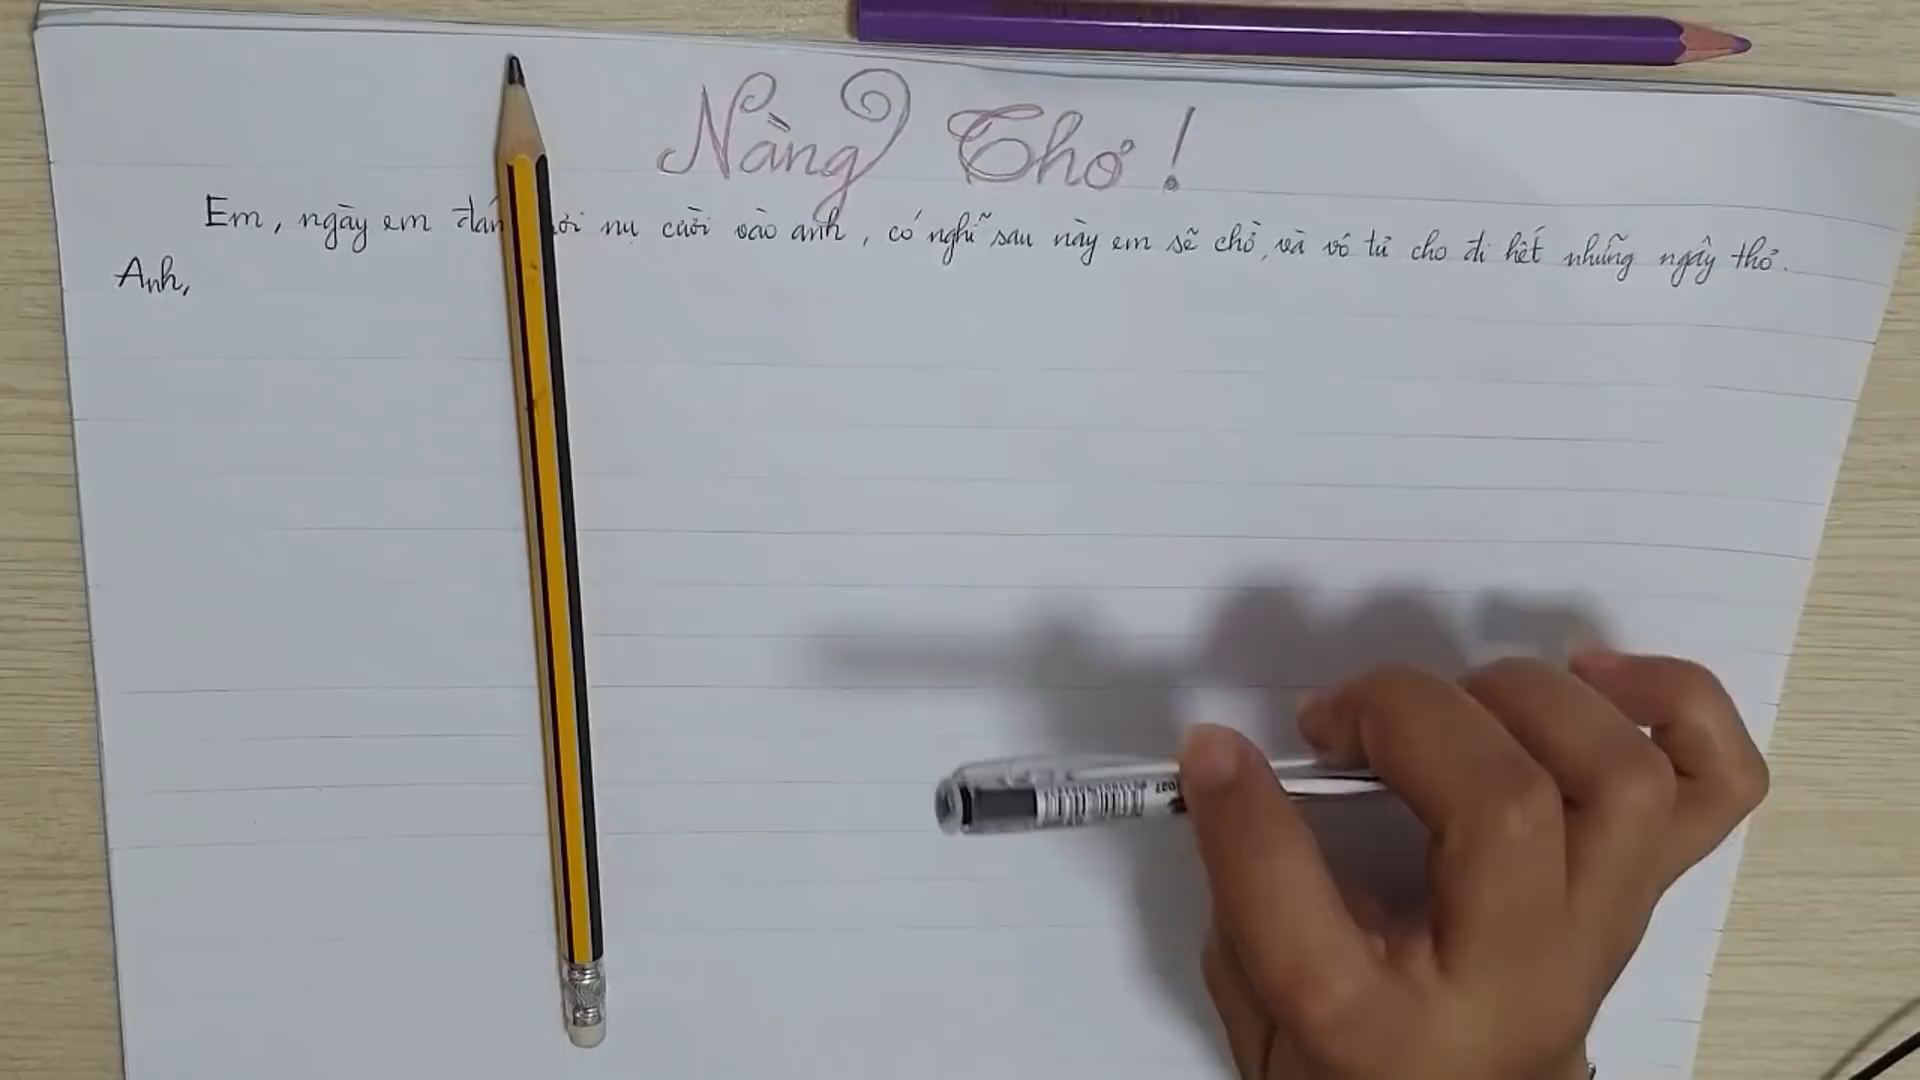 Nàng Thơ!
Em, ngày em nụ cười vào anh, có nghĩ sau này em sẽ chờ, và vô tư cho đi hết những ngây thơ.
Anh,